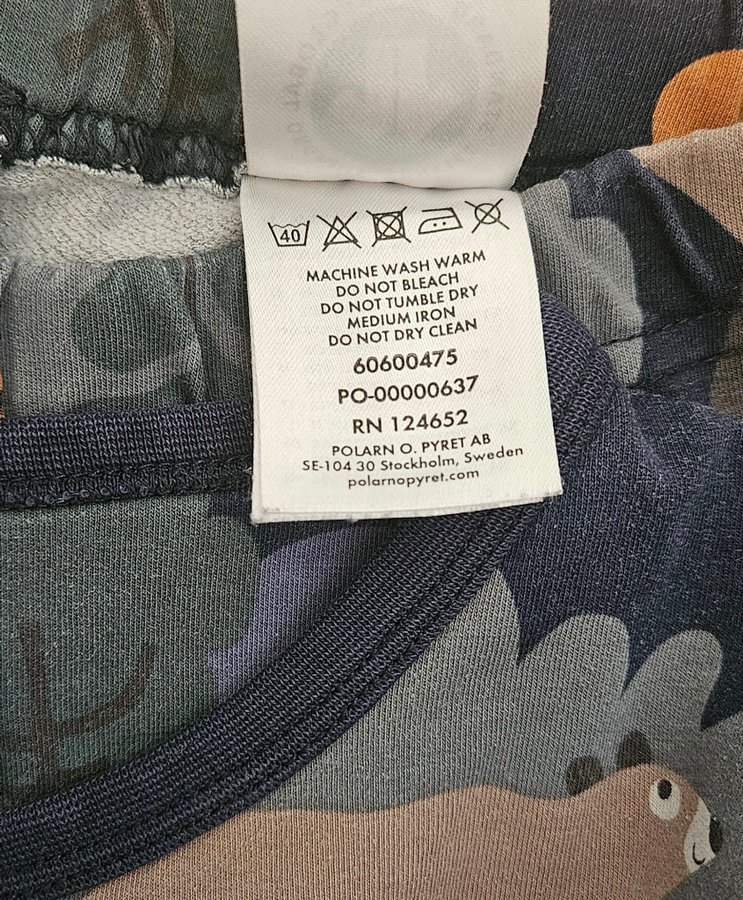 40
MACHINE WASH WARM
DO NOT BLEACH
DO NOT TUMBLE DRY
MEDIUM IRON
DO NOT DRY CLEAN
60600475
PO-00000637
RN 124652
POLARN O. PYRET AB
SE-104 30 Stockholm, Sweden
polarnopyret.com